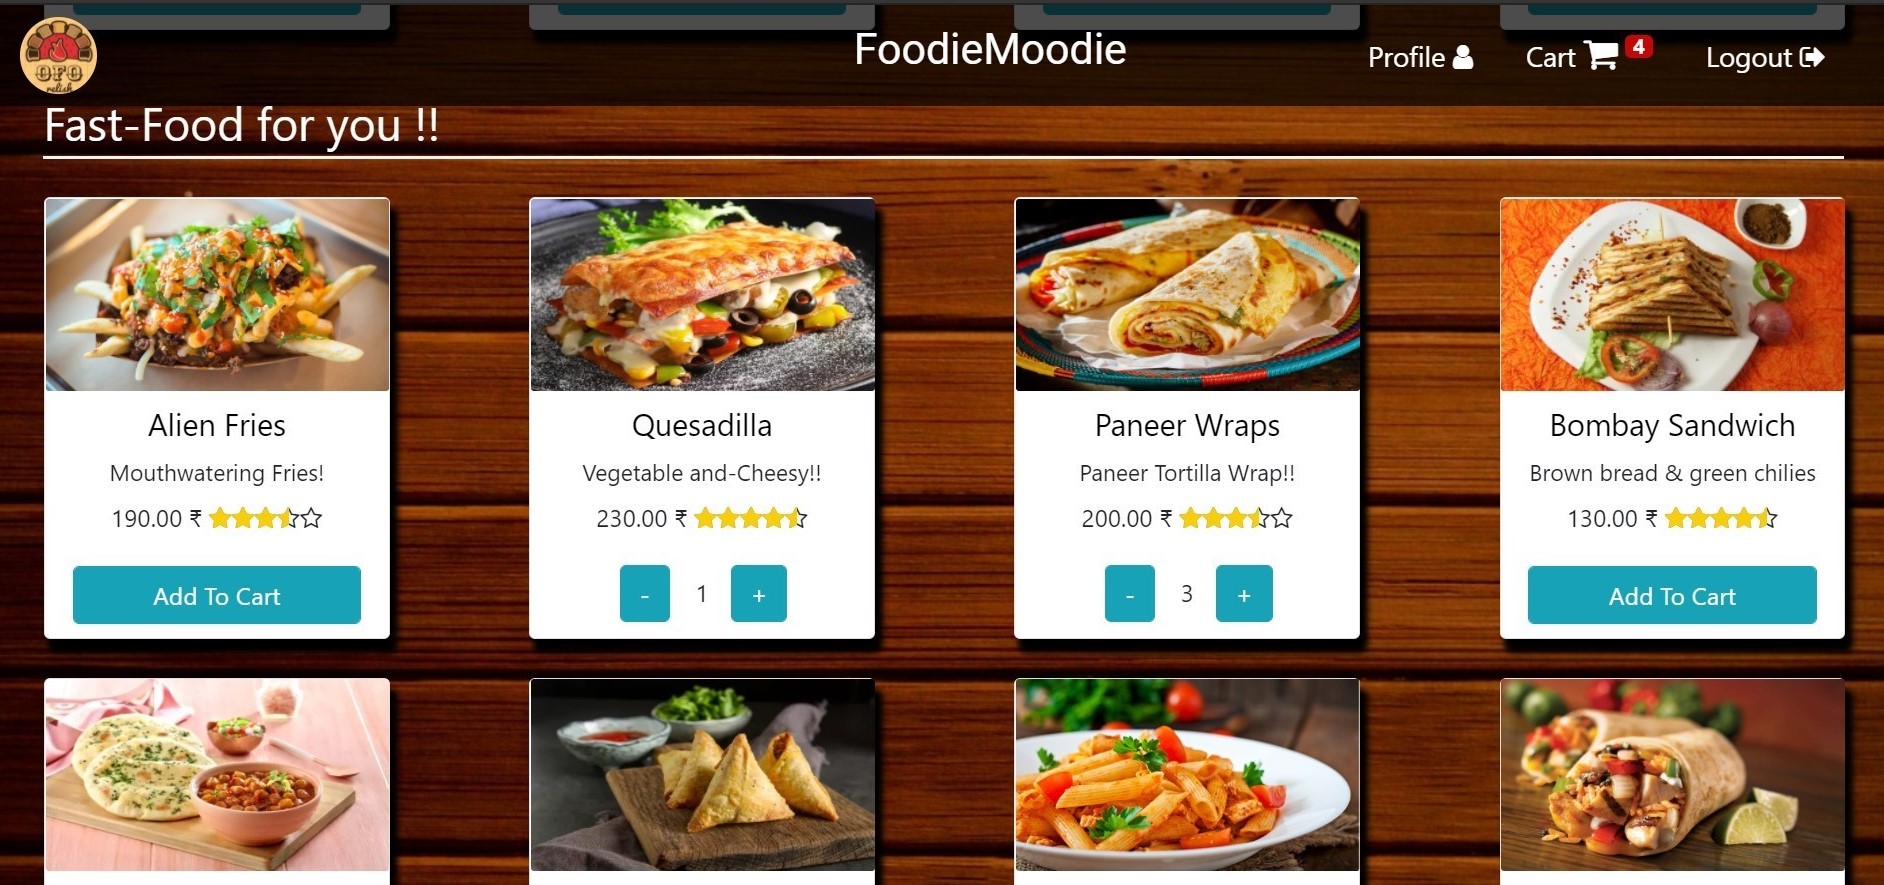 OFO
relish
FoodieMoodie
Profile
Cart 4
Logout
Fast-Food for you !!
Alien Fries
Mouthwatering Fries!
190.00 ₹
Add To Cart
Quesadilla
Vegetable and-Cheesy!!
230.00 ₹
- 1 +
Paneer Wraps
Paneer Tortilla Wrap!!
200.00 ₹
- 3 +
Bombay Sandwich
Brown bread & green chilies
130.00 ₹
Add To Cart